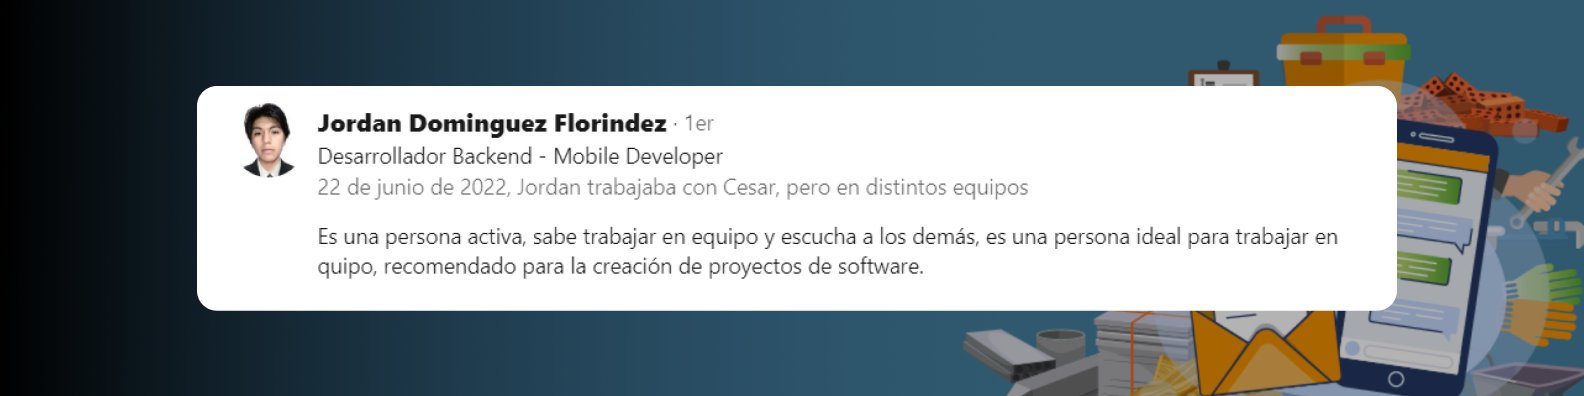 Jordan Dominguez Florindez · 1er
Desarrollador Backend - Mobile Developer
22 de junio de 2022, Jordan trabajaba con Cesar, pero en distintos equipos
Es una persona activa, sabe trabajar en equipo y escucha a los demás, es una persona ideal para trabajar en
quipo, recomendado para la creación de proyectos de software.